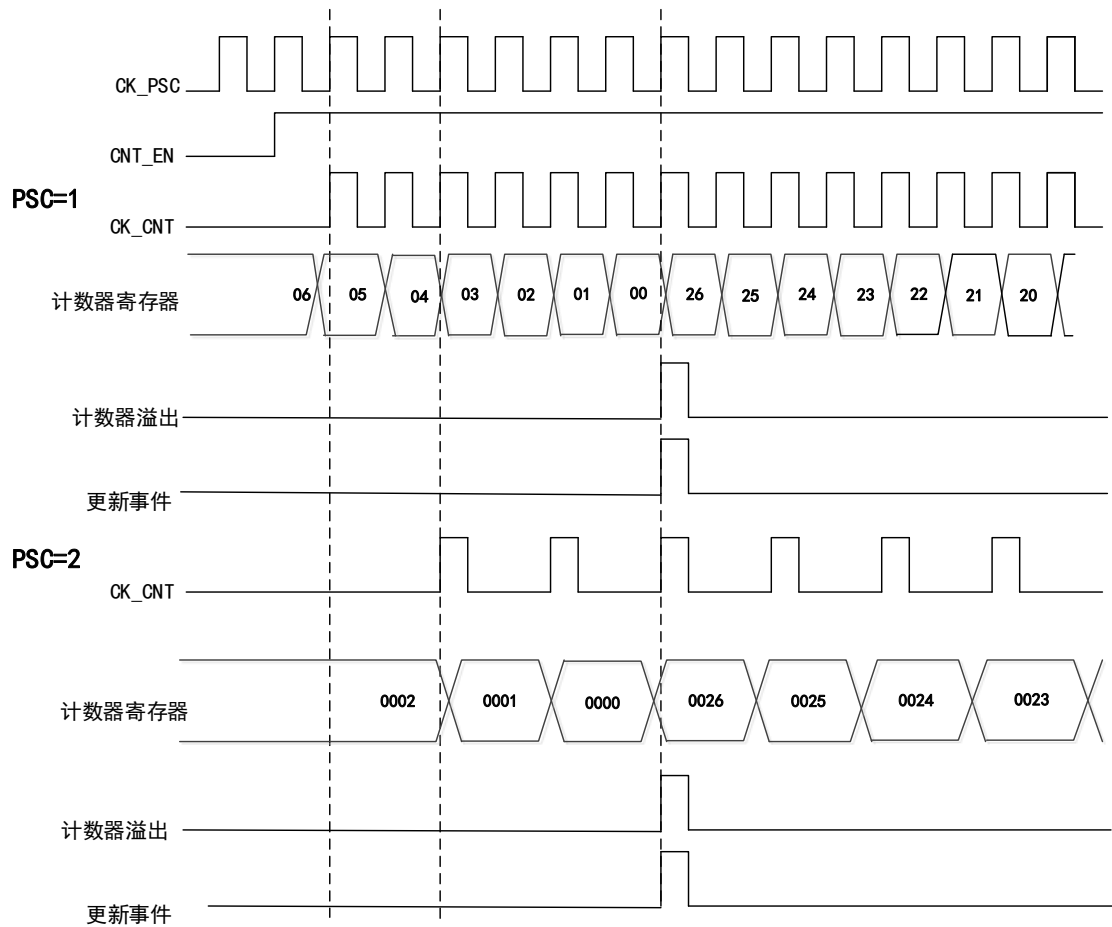 CK_PSC
CNT_EN
PSC=1
CK_CNT
计数器寄存器 06 05 04 03 02 01 00 26 25 24 23 22 21 20
计数器溢出
更新事件
PSC=2
CK_CNT
计数器寄存器 0002 0001 0000 0026 0025 0024 0023
计数器溢出
更新事件